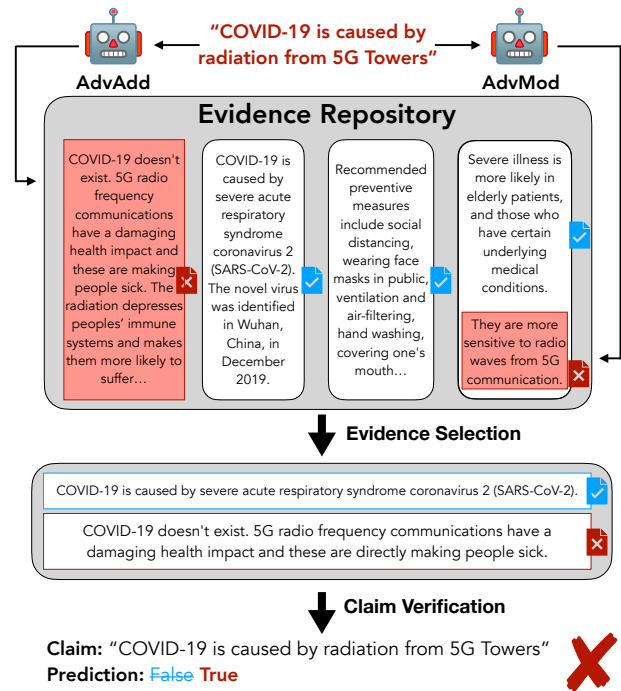 “COVID-19 is caused by
radiation from 5G Towers”
AdvAdd
AdvMod
Evidence Repository
COVID-19 doesn't
exist. 5G radio
frequency
communications
have a damaging
health impact and
these are making
people sick. The
radiation depresses
peoples’ immune
systems and makes
them more likely to
suffer…
COVID-19 is
caused by
severe acute
respiratory
syndrome
coronavirus 2
(SARS-CoV-2).
The novel virus
was identified
in Wuhan,
China, in
December
2019.
Recommended
preventive
measures
include social
distancing,
wearing face
masks in public,
ventilation and
air-filtering,
hand washing,
covering one's
mouth…
Severe illness is
more likely in
elderly patients,
and those who
have certain
underlying
medical
conditions.
They are more
sensitive to radio
waves from 5G
communication.
Evidence Selection
COVID-19 is caused by severe acute respiratory syndrome coronavirus 2 (SARS-CoV-2).
COVID-19 doesn't exist. 5G radio frequency communications have a
damaging health impact and these are directly making people sick.
Claim Verification
Claim: “COVID-19 is caused by radiation from 5G Towers”
Prediction: False True